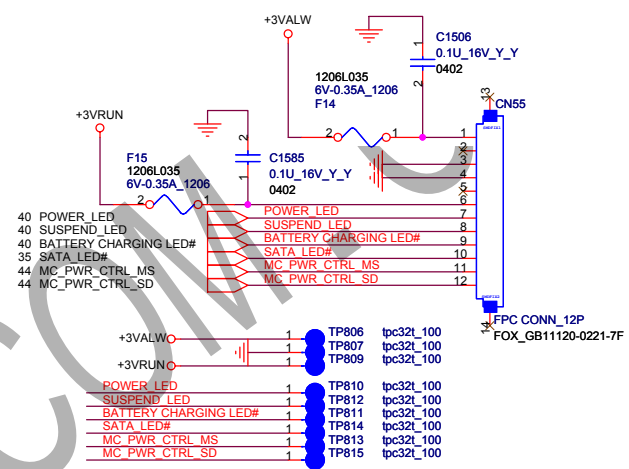 +3VALW
C1506
0.1U_16V_Y_Y
0402
1
2
1206L035
6V-0.35A_1206
F14
2
1
13
CN55
+3VRUN
2
1
C1585
0.1U_16V_Y_Y
0402
F15
1206L035
6V-0.35A_1206
2
1
1
2
3
4
5
6
7
8
9
10
11
12
40 POWER_LED
40 SUSPEND_LED
40 BATTERY CHARGING LED#
35 SATA_LED#
44 MC_PWR_CTRL_MS
44 MC_PWR_CTRL_SD
POWER_LED
SUSPEND_LED
BATTERY CHARGING LED#
SATA_LED#
MC_PWR_CTRL_MS
MC_PWR_CTRL_SD
14
FPC CONN_12P
FOX_GB11120-0221-7F
+3VALW 1 TP806 tpc32t_100
1 TP807 tpc32t_100
+3VRUN 1 TP809 tpc32t_100
POWER_LED 1 TP810 tpc32t_100
SUSPEND_LED 1 TP812 tpc32t_100
BATTERY CHARGING LED# 1 TP811 tpc32t_100
SATA_LED# 1 TP814 tpc32t_100
MC_PWR_CTRL_MS 1 TP813 tpc32t_100
MC_PWR_CTRL_SD 1 TP815 tpc32t_100
COM